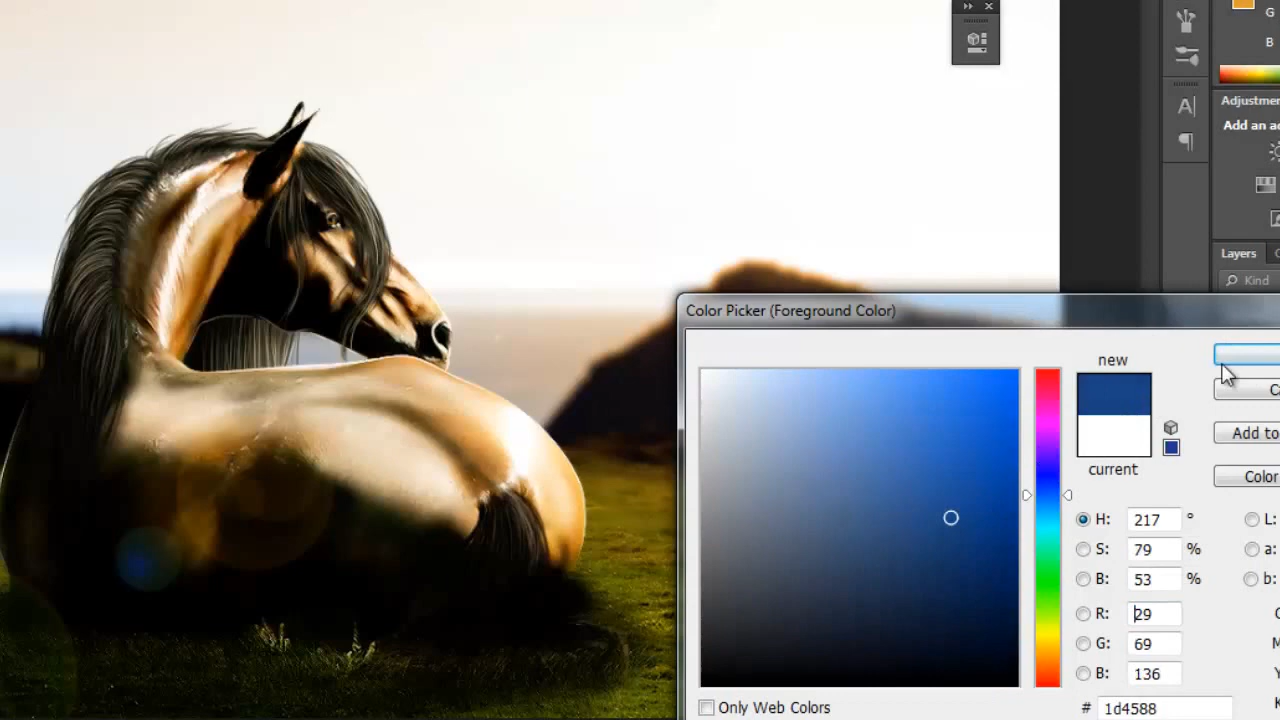 G
B
A|
Adjustmen
Add an ad
Layers
Kind
Color Picker (Foreground Color)
new
current
Ca
Add to
Color
H: 217 °
L:
S: 79 %
a:
B: 53 %
b:
R: 29
G: 69
M
B: 136
Y:
# 1d4588
K
Only Web Colors